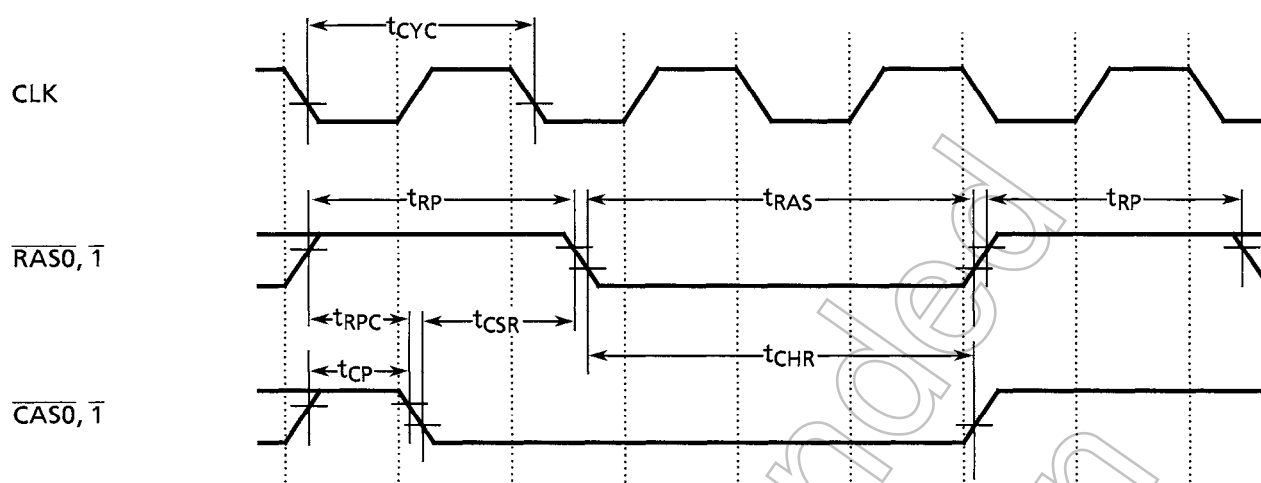 tCYC
CLK
tRP
tRAS
tRP
RAS0, 1
tRPC
tCSR
tCHR
tCP
CAS0, 1